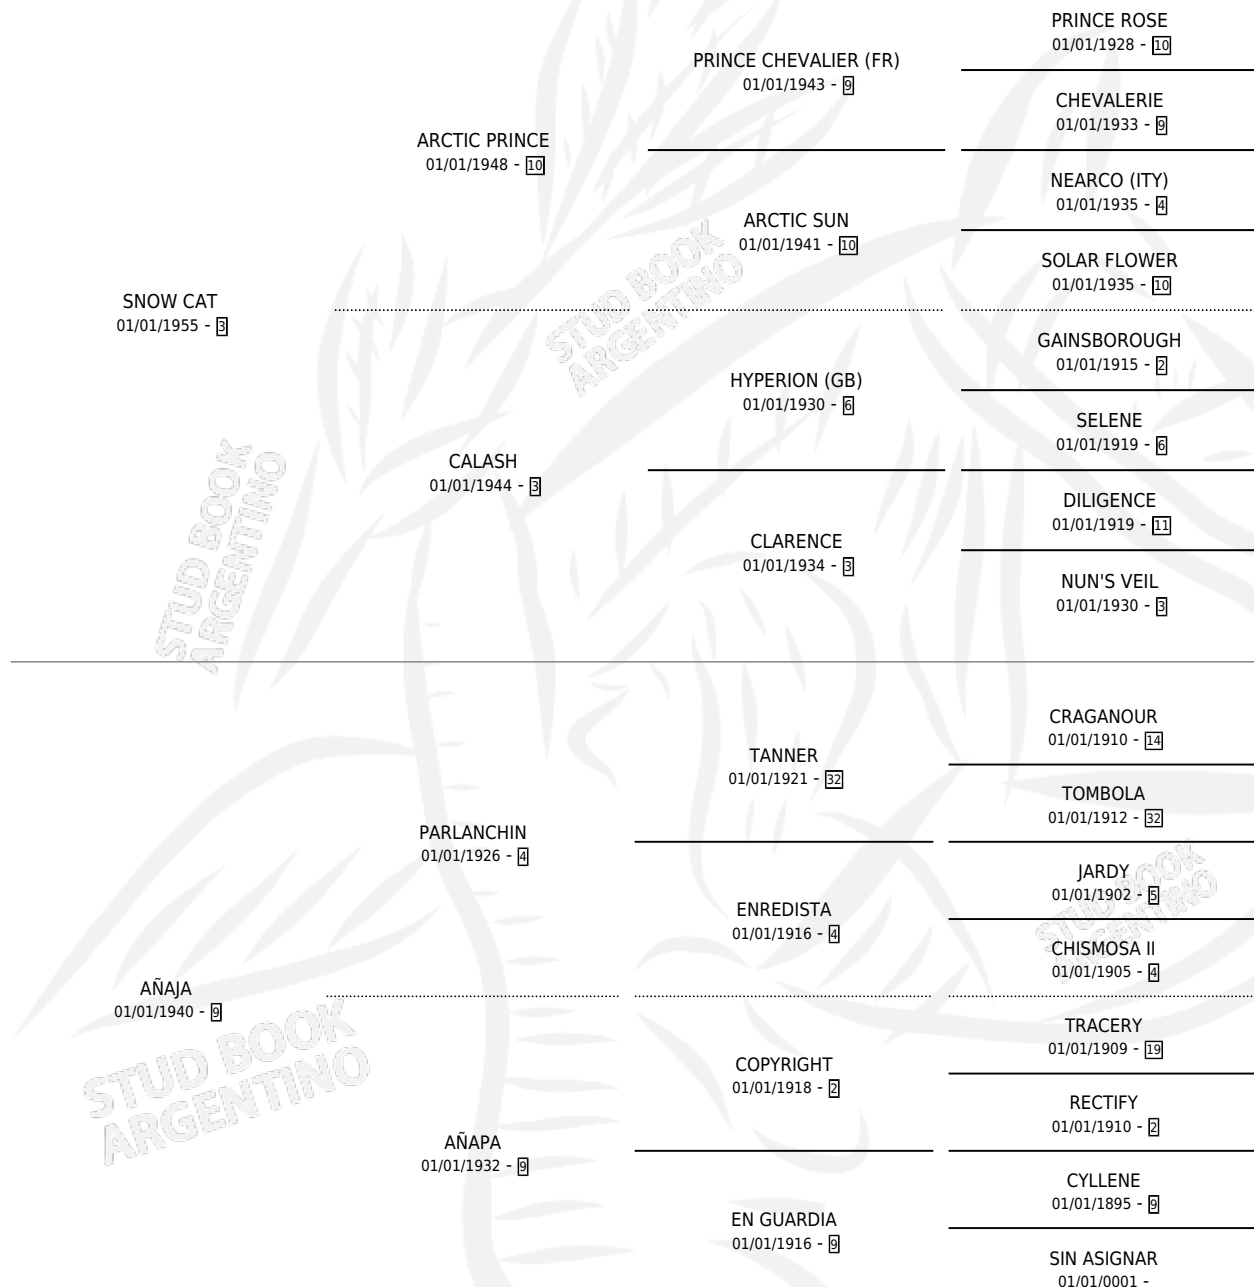 PRINCE ROSE
01/01/1928 - 10
PRINCE CHEVALIER (FR)
01/01/1943 - 9
CHEVALERIE
01/01/1933 - 9
ARCTIC PRINCE
01/01/1948 - 10
NEARCO (ITY)
01/01/1935 - 4
ARCTIC SUN
01/01/1941 - 10
SOLAR FLOWER
01/01/1935 - 10
SNOW CAT
01/01/1955 - 3
STUD BOOK
ARGENTINO
GAINSBOROUGH
01/01/1915 - 2
HYPERION (GB)
01/01/1930 - 6
SELENE
01/01/1919 - 6
CALASH
01/01/1944 - 3
DILIGENCE
01/01/1919 - 11
CLARENCE
01/01/1934 - 3
NUN'S VEIL
01/01/1930 - 3
STUD BOOK
ARGENTINO
CRAGANOUR
01/01/1910 - 14
TANNER
01/01/1921 - 32
TOMBOLA
01/01/1912 - 32
PARLANCHIN
01/01/1926 - 4
JARDY
01/01/1902 - 5
ENREDISTA
01/01/1916 - 4
CHISMOSA II
01/01/1905 - 4
STUD BOOK
ARGENTINO
AÑAJA
01/01/1940 - 9
STUD BOOK
ARGENTINO
TRACERY
01/01/1909 - 19
COPYRIGHT
01/01/1918 - 2
RECTIFY
01/01/1910 - 2
AÑAPA
01/01/1932 - 9
CYLLENE
01/01/1895 - 9
EN GUARDIA
01/01/1916 - 9
SIN ASIGNAR
01/01/0001 -